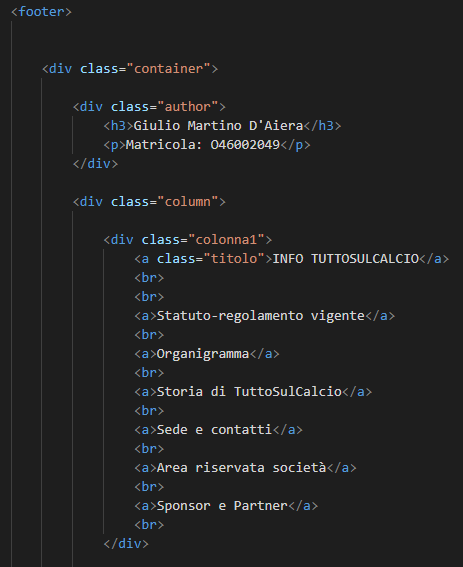 <footer>
<div class="container">
<div class="author">
<h3>Giulio Martino D'Aiera</h3>
<p>Matricola: O46002049</p>
</div>
<div class="column">
<div class="colonna1">
<a class="titolo">INFO TUTTOSULCALCIO</a>
<br>
<br>
<a>Statuto-regolamento vigente</a>
<br>
<a>Organigramma</a>
<br>
<a>Storia di TuttoSulCalcio</a>
<br>
<a>Sede e contatti</a>
<br>
<a>Area riservata società</a>
<br>
<a>Sponsor e Partner</a>
<br>
</div>